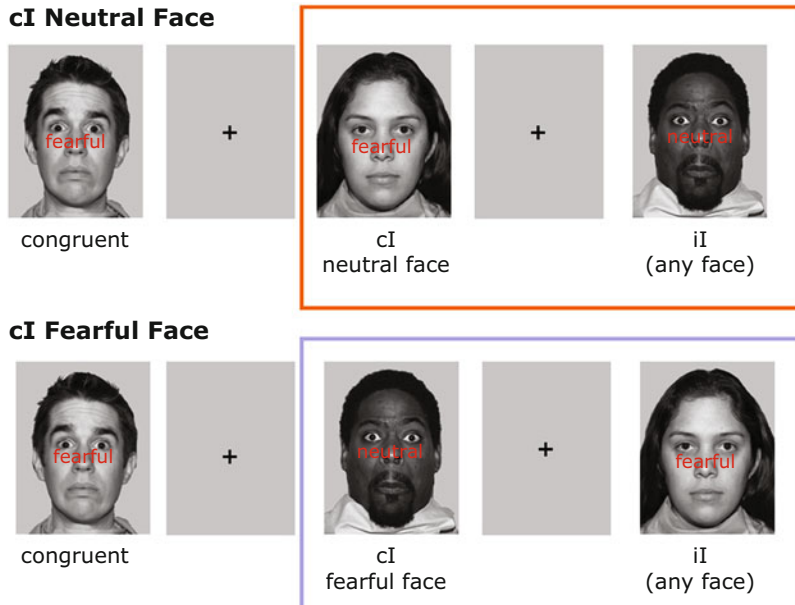 cI Neutral Face
fearful
+
fearful
+
neutral
congruent
cI
neutral face
iI
(any face)
cI Fearful Face
fearful
+
neutral
+
fearful
congruent
cI
fearful face
iI
(any face)